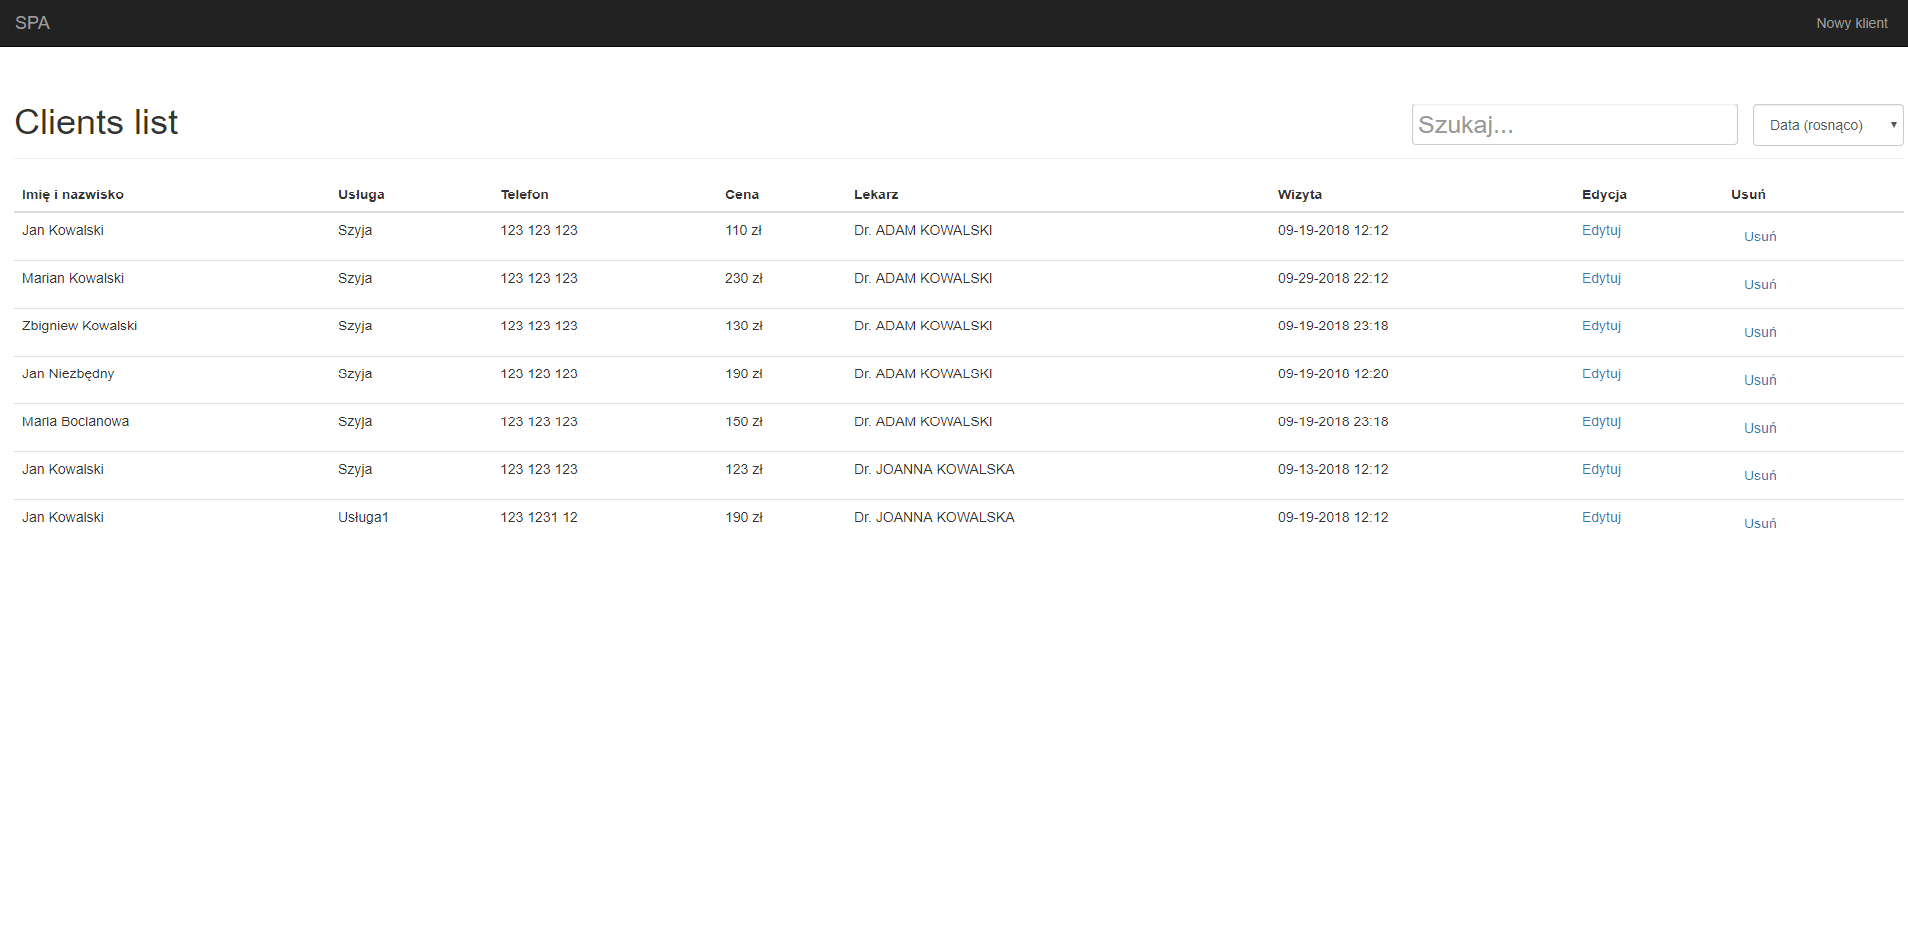 SPA Nowy klient
Clients list Szukaj... Data (rosnąco)
Imię i nazwisko Usługa Telefon Cena Lekarz Wizyta Edycja Usuń
Jan Kowalski Szyja 123 123 123 110 zł Dr. ADAM KOWALSKI 09-19-2018 12:12 Edytuj Usuń
Marian Kowalski Szyja 123 123 123 230 zł Dr. ADAM KOWALSKI 09-29-2018 22:12 Edytuj Usuń
Zbigniew Kowalski Szyja 123 123 123 130 zł Dr. ADAM KOWALSKI 09-19-2018 23:18 Edytuj Usuń
Jan Niezbędny Szyja 123 123 123 190 zł Dr. ADAM KOWALSKI 09-19-2018 12:20 Edytuj Usuń
Maria Bocianowa Szyja 123 123 123 150 zł Dr. ADAM KOWALSKI 09-19-2018 23:18 Edytuj Usuń
Jan Kowalski Szyja 123 123 123 123 zł Dr. JOANNA KOWALSKA 09-13-2018 12:12 Edytuj Usuń
Jan Kowalski Usługa1 123 1231 12 190 zł Dr. JOANNA KOWALSKA 09-19-2018 12:12 Edytuj Usuń